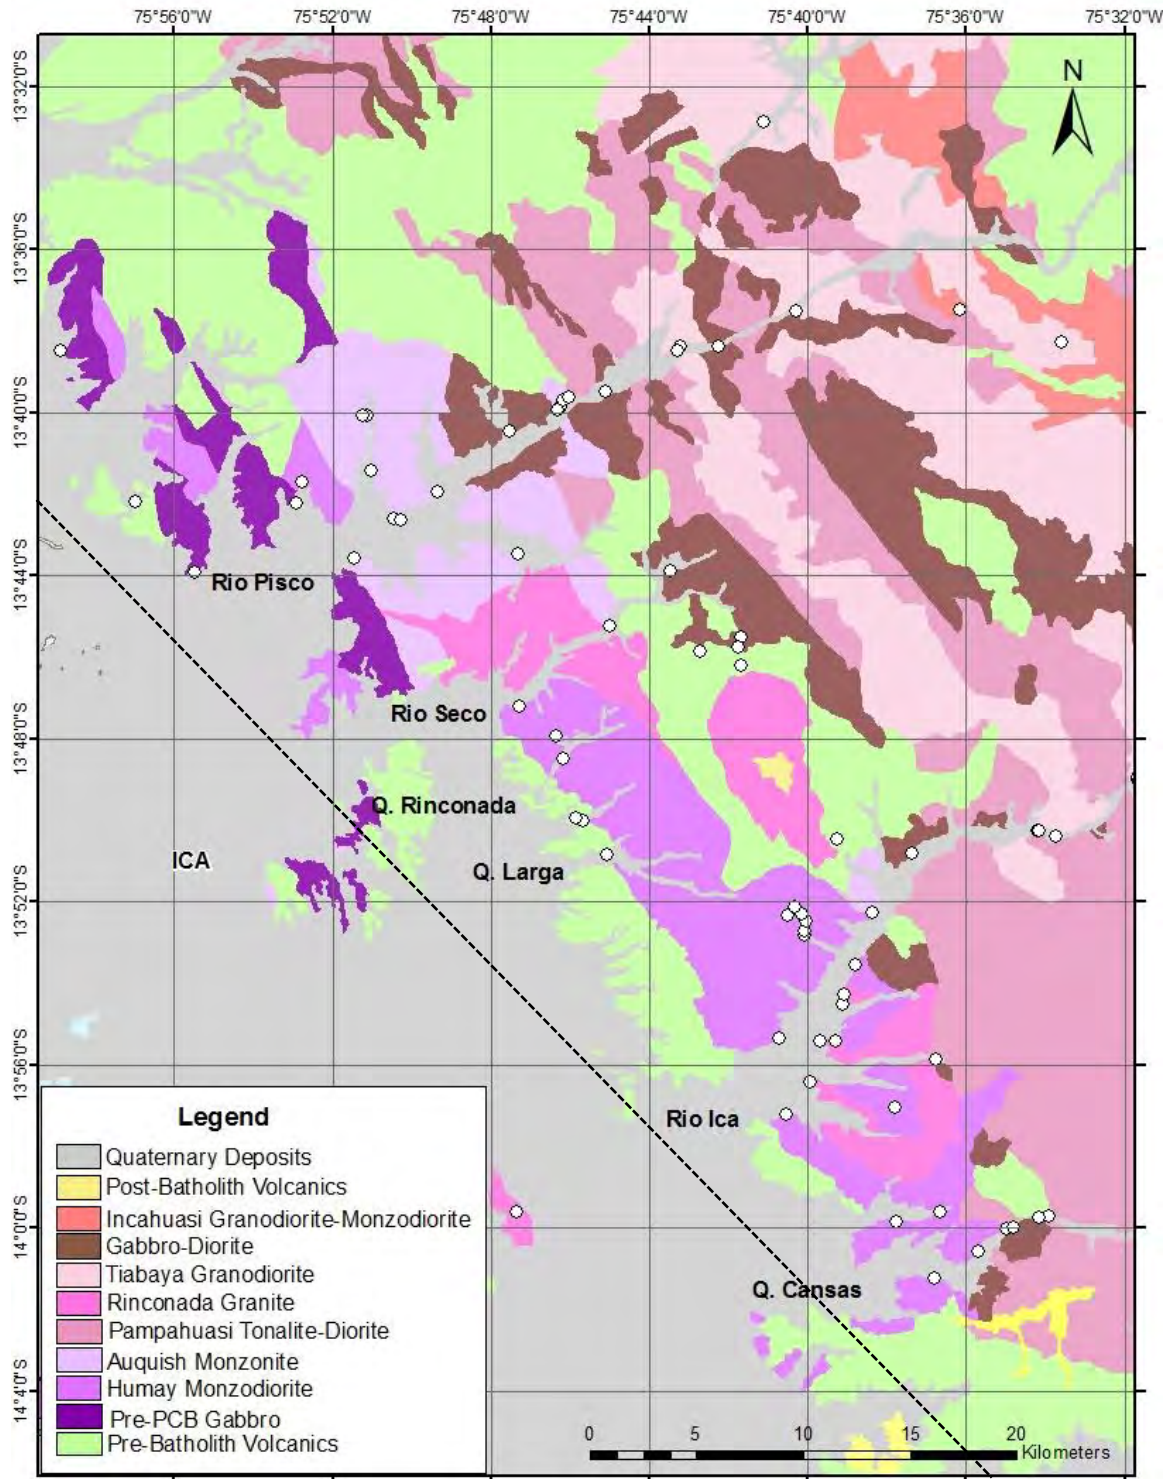 75°56'0"W 75°52'0"W 75°48'0"W 75°44'0"W 75°40'0"W 75°36'0"W 75°32'0"W
N
13°32'0"S
13°36'0"S
13°40'0"S
13°44'0"S
Rio Pisco
Rio Seco
13°48'0"S
Q. Rinconada
ICA
Q. Larga
13°52'0"S
13°56'0"S
Rio Ica
14°0'0"S
Q. Cansas
14°4'0"S
Legend
Quaternary Deposits
Post-Batholith Volcanics
Incahuasi Granodiorite-Monzodiorite
Gabbro-Diorite
Tiabaya Granodiorite
Rinconada Granite
Pampahuasi Tonalite-Diorite
Auquish Monzonite
Humay Monzodiorite
Pre-PCB Gabbro
Pre-Batholith Volcanics
0 5 10 15 20
Kilometers